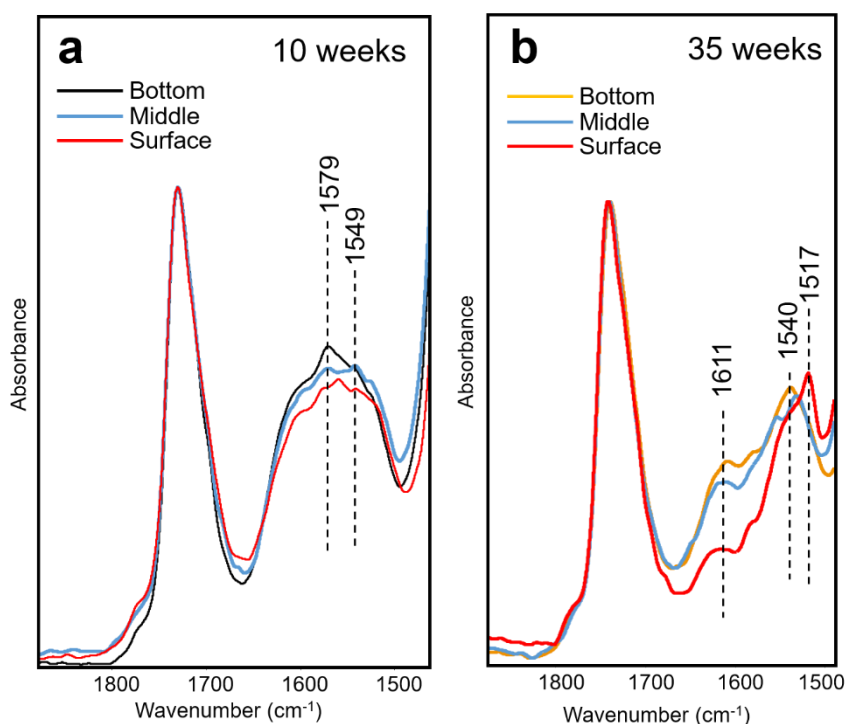 a
10 weeks
Bottom
Middle
Surface
1579
1549
Absorbance
1800
1700
1600
1500
Wavenumber (cm⁻¹)
b
35 weeks
Bottom
Middle
Surface
1611
1540
1517
Absorbance
1800
1700
1600
1500
Wavenumber (cm⁻¹)